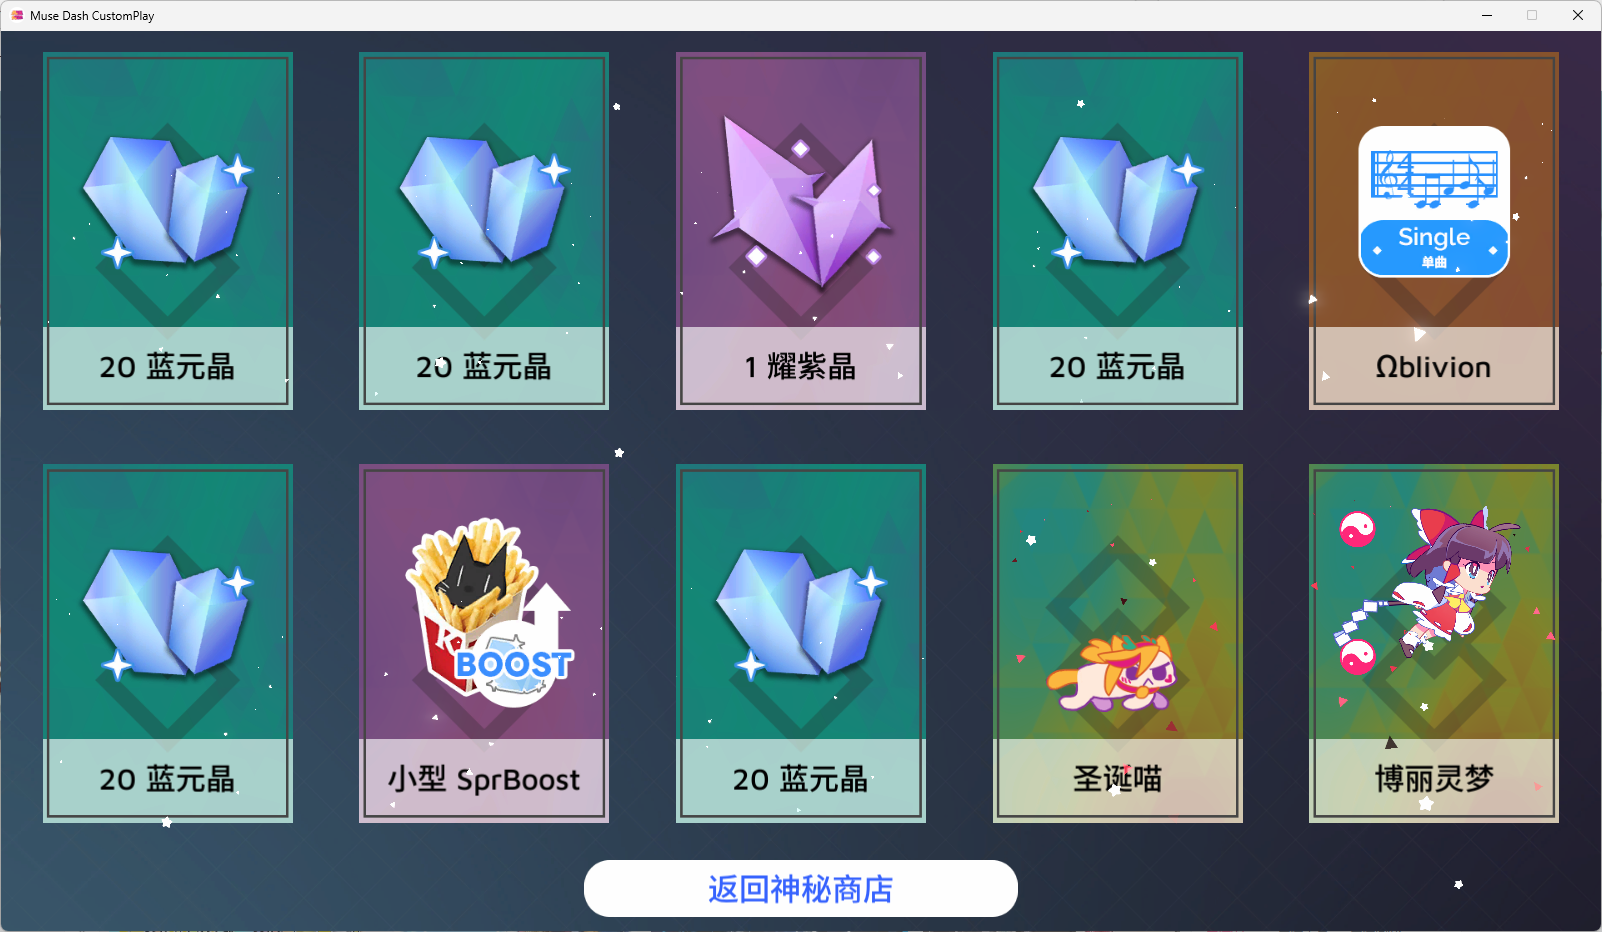 Muse Dash CustomPlay
20 蓝元晶
20 蓝元晶
1 耀紫晶
20 蓝元晶
Single
单曲
Ωblivion
20 蓝元晶
BOOST
小型 SprBoost
20 蓝元晶
圣诞喵
博丽灵梦
返回神秘商店